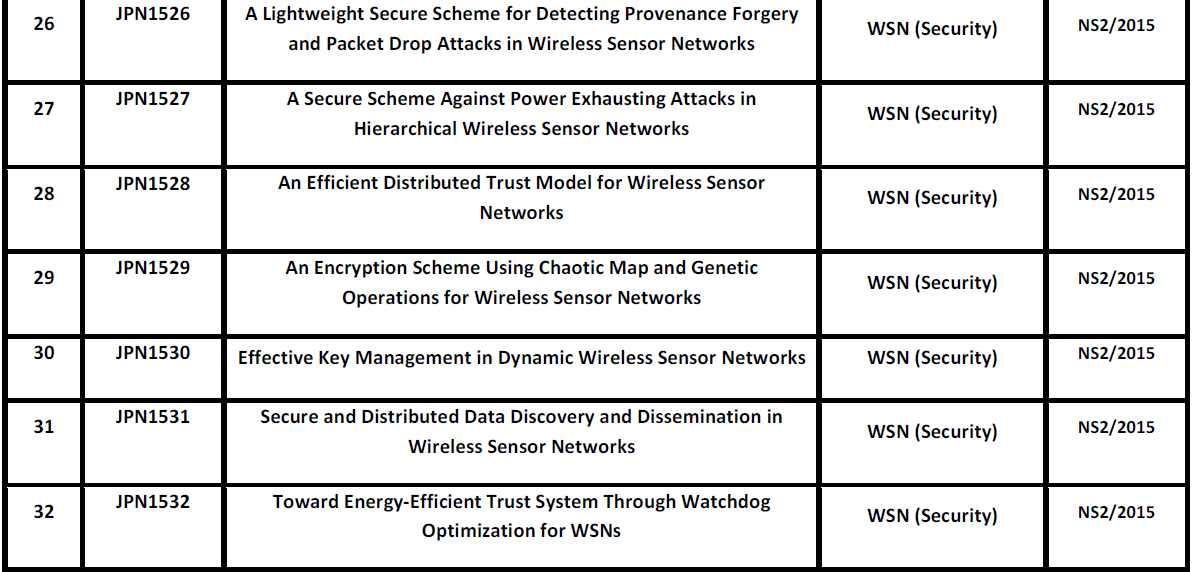 26 JPN1526 A Lightweight Secure Scheme for Detecting Provenance Forgery
and Packet Drop Attacks in Wireless Sensor Networks WSN (Security) NS2/2015
27 JPN1527 A Secure Scheme Against Power Exhausting Attacks in
Hierarchical Wireless Sensor Networks WSN (Security) NS2/2015
28 JPN1528 An Efficient Distributed Trust Model for Wireless Sensor
Networks WSN (Security) NS2/2015
29 JPN1529 An Encryption Scheme Using Chaotic Map and Genetic
Operations for Wireless Sensor Networks WSN (Security) NS2/2015
30 JPN1530 Effective Key Management in Dynamic Wireless Sensor Networks WSN (Security) NS2/2015
31 JPN1531 Secure and Distributed Data Discovery and Dissemination in
Wireless Sensor Networks WSN (Security) NS2/2015
32 JPN1532 Toward Energy-Efficient Trust System Through Watchdog
Optimization for WSNs WSN (Security) NS2/2015